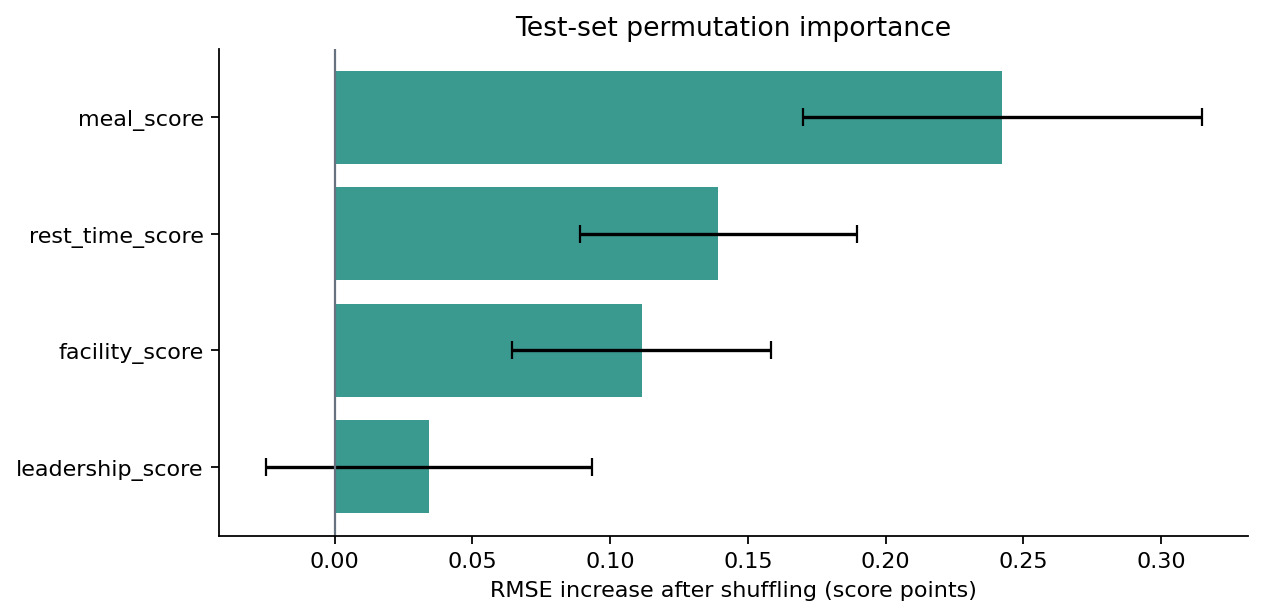 Test-set permutation importance
meal_score
rest_time_score
facility_score
leadership_score
0.00 0.05 0.10 0.15 0.20 0.25 0.30
RMSE increase after shuffling (score points)